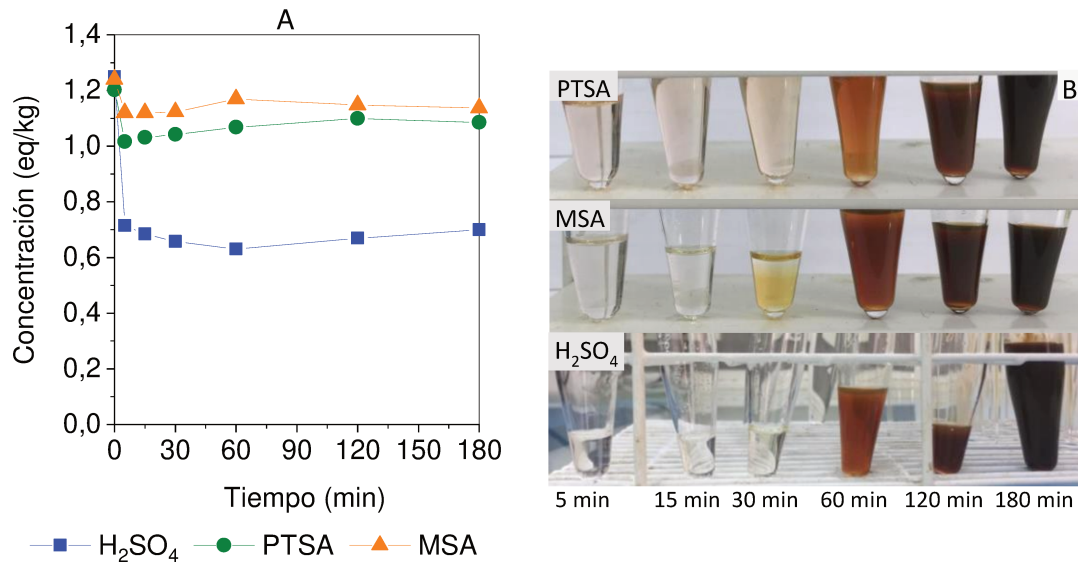 A
Concentración (eq/kg)
1,4
1,2
1,0
0,8
0,6
0,4
0,2
0,0
0 30 60 90 120 150 180
Tiempo (min)
H₂SO₄ PTSA MSA
PTSA
B
MSA
H₂SO₄
5 min 15 min 30 min 60 min 120 min 180 min